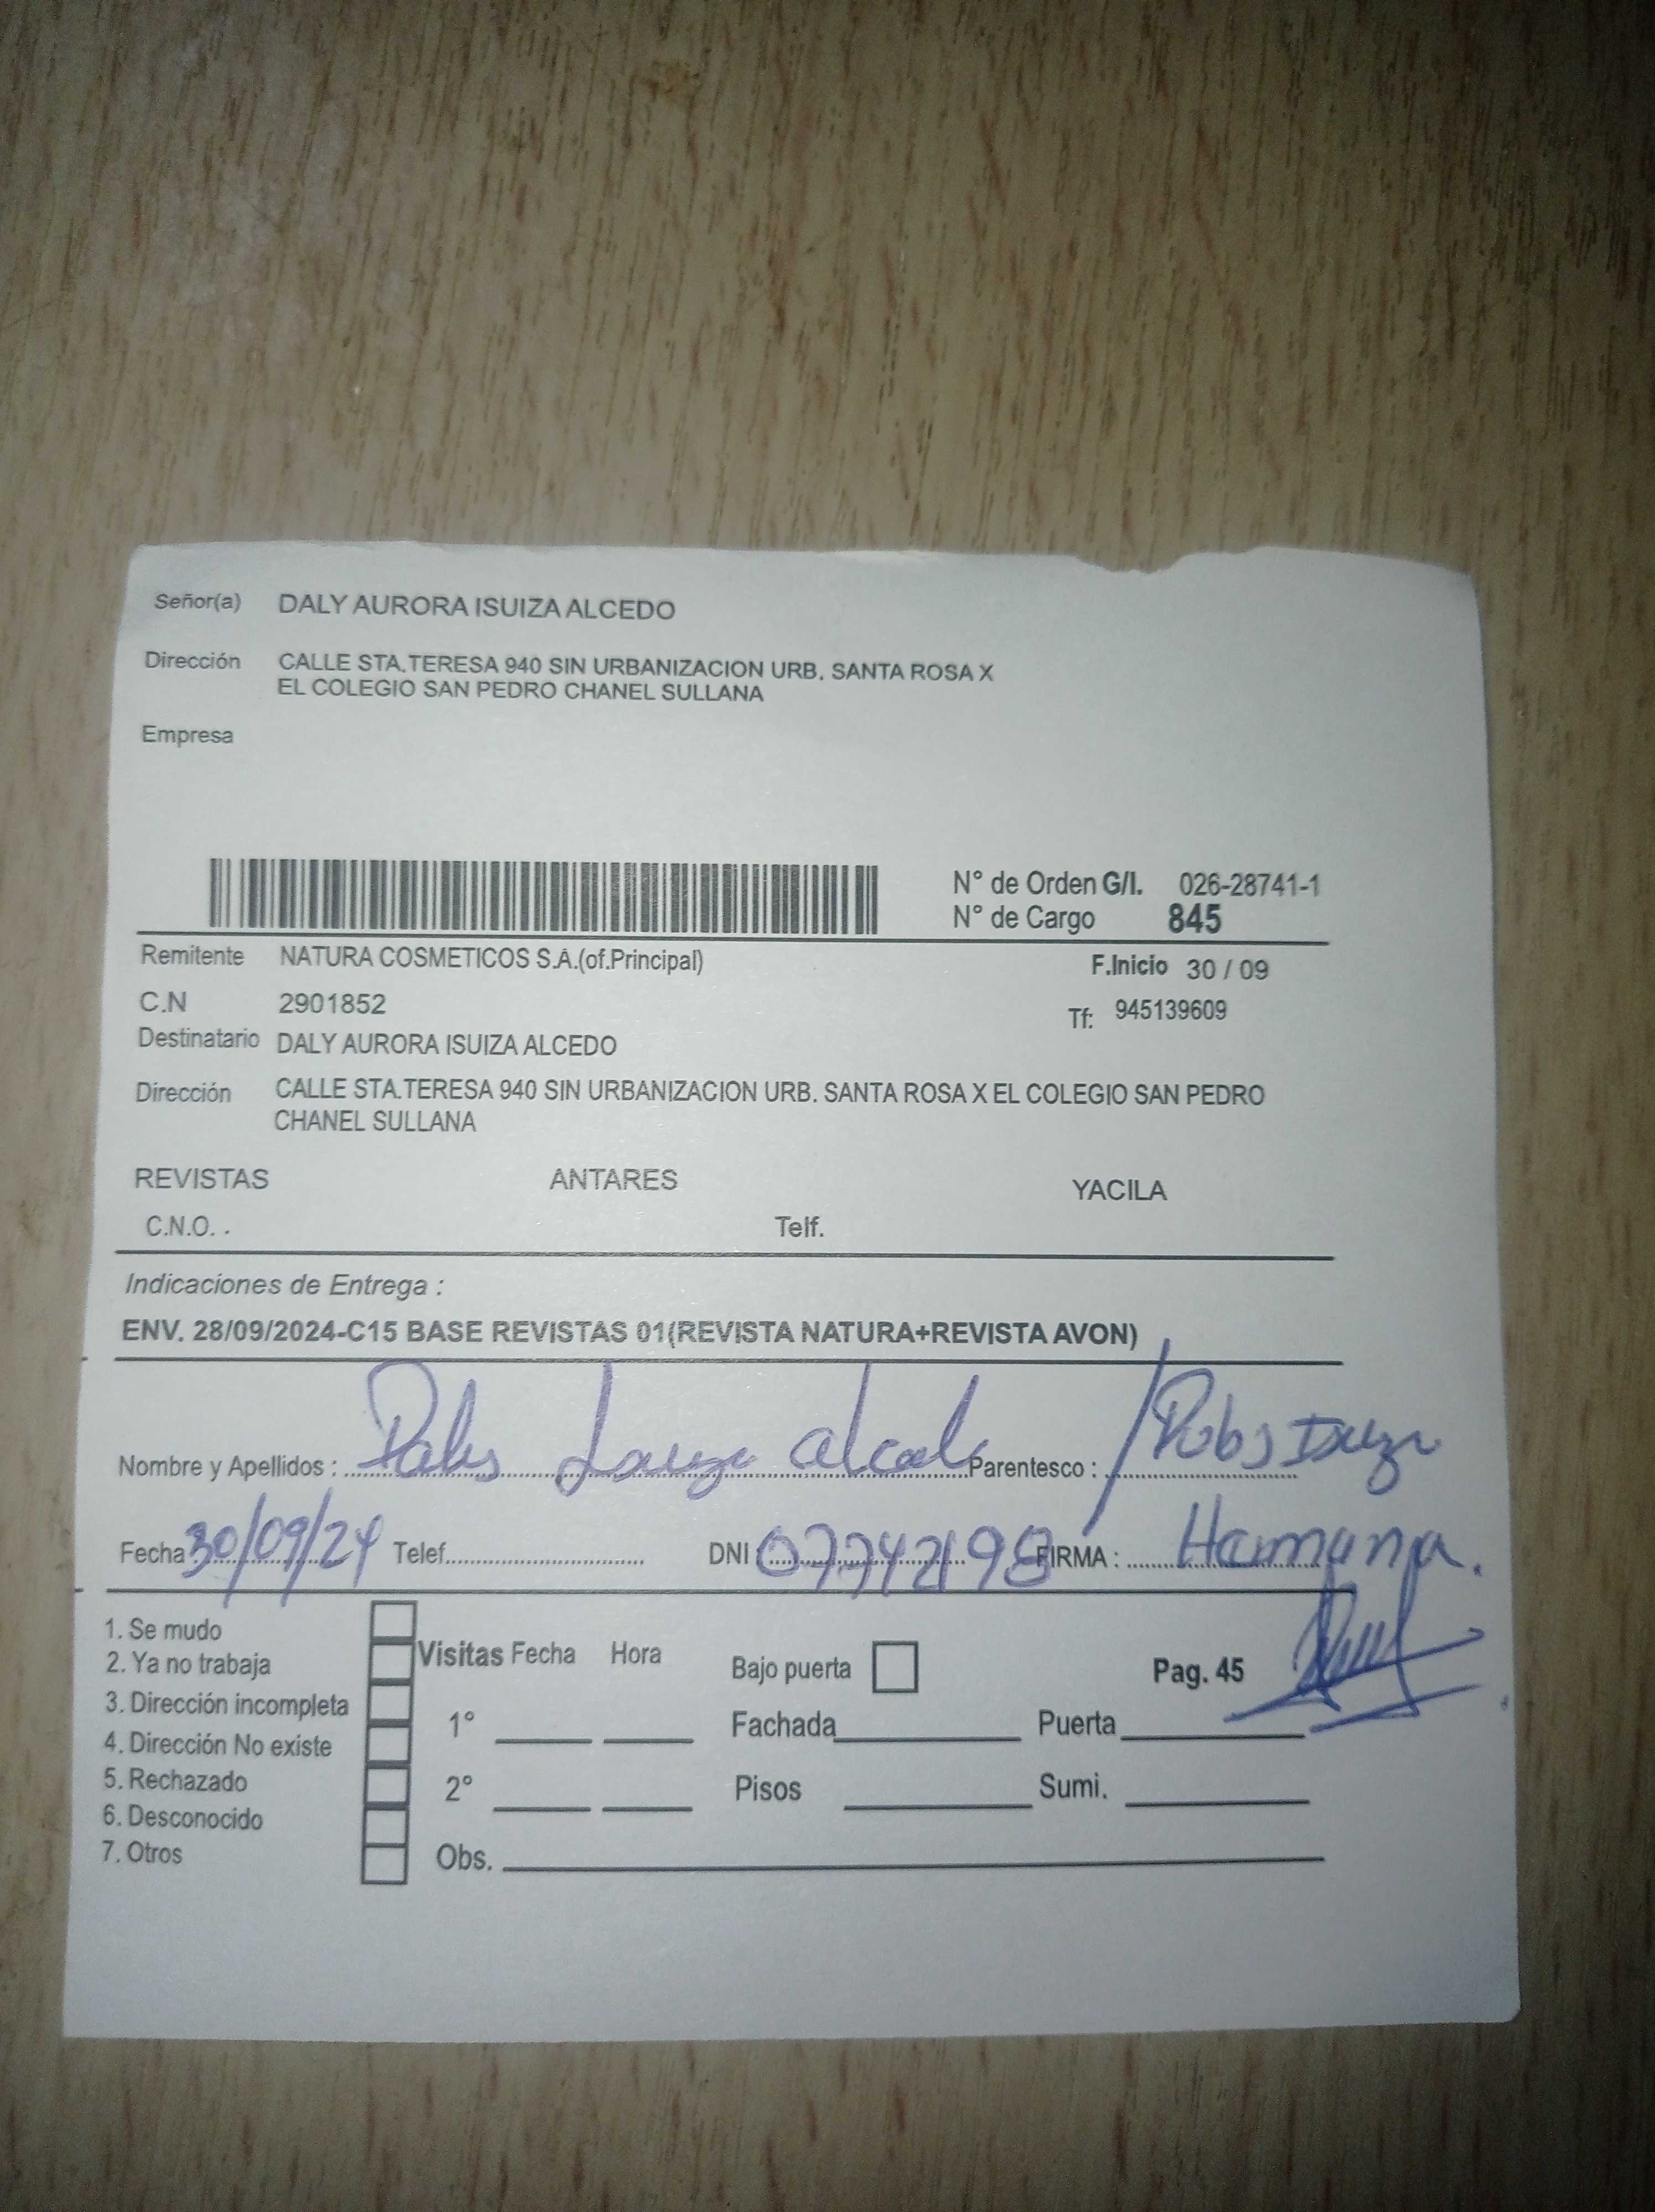 Señor(a) DALY AURORA ISUIZA ALCEDO
Dirección CALLE STA.TERESA 940 SIN URBANIZACION URB. SANTA ROSA X
EL COLEGIO SAN PEDRO CHANEL SULLANA
Empresa
N° de Orden G/I. 026-28741-1
N° de Cargo 845
Remitente NATURA COSMETICOS S.A.(of.Principal) F.Inicio 30 / 09
C.N 2901852 Tf: 945139609
Destinatario DALY AURORA ISUIZA ALCEDO
Dirección CALLE STA.TERESA 940 SIN URBANIZACION URB. SANTA ROSA X EL COLEGIO SAN PEDRO
CHANEL SULLANA
REVISTAS ANTARES YACILA
C.N.O. . Telf.
Indicaciones de Entrega :
ENV. 28/09/2024-C15 BASE REVISTAS 01(REVISTA NATURA+REVISTA AVON)
Nombre y Apellidos : Parentesco :
Fecha 30/09/24 Telef. DNI 07742198 FIRMA : Hermana.
1. Se mudo
2. Ya no trabaja Visitas Fecha Hora Bajo puerta Pag. 45
3. Dirección incompleta
4. Dirección No existe 1° Fachada Puerta
5. Rechazado 2° Pisos Sumi.
6. Desconocido
7. Otros Obs.